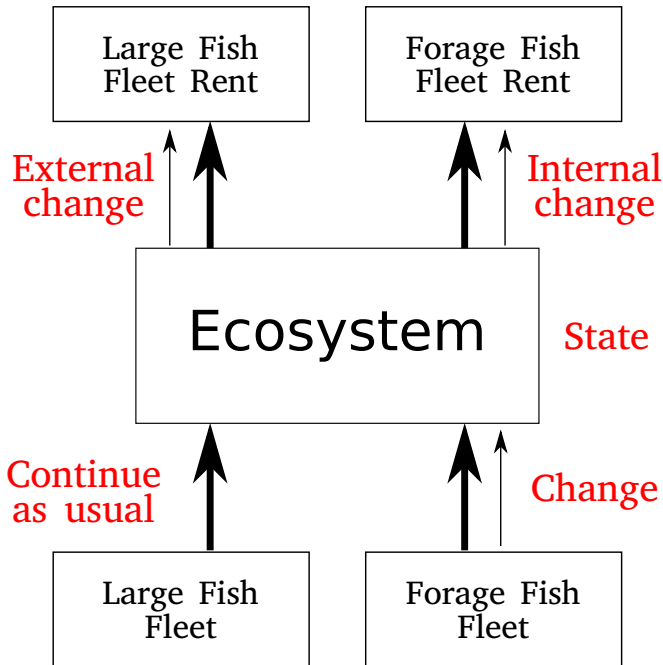 Large Fish
Fleet Rent
Forage Fish
Fleet Rent
External
change
Internal
change
Ecosystem
State
Continue
as usual
Change
Large Fish
Fleet
Forage Fish
Fleet